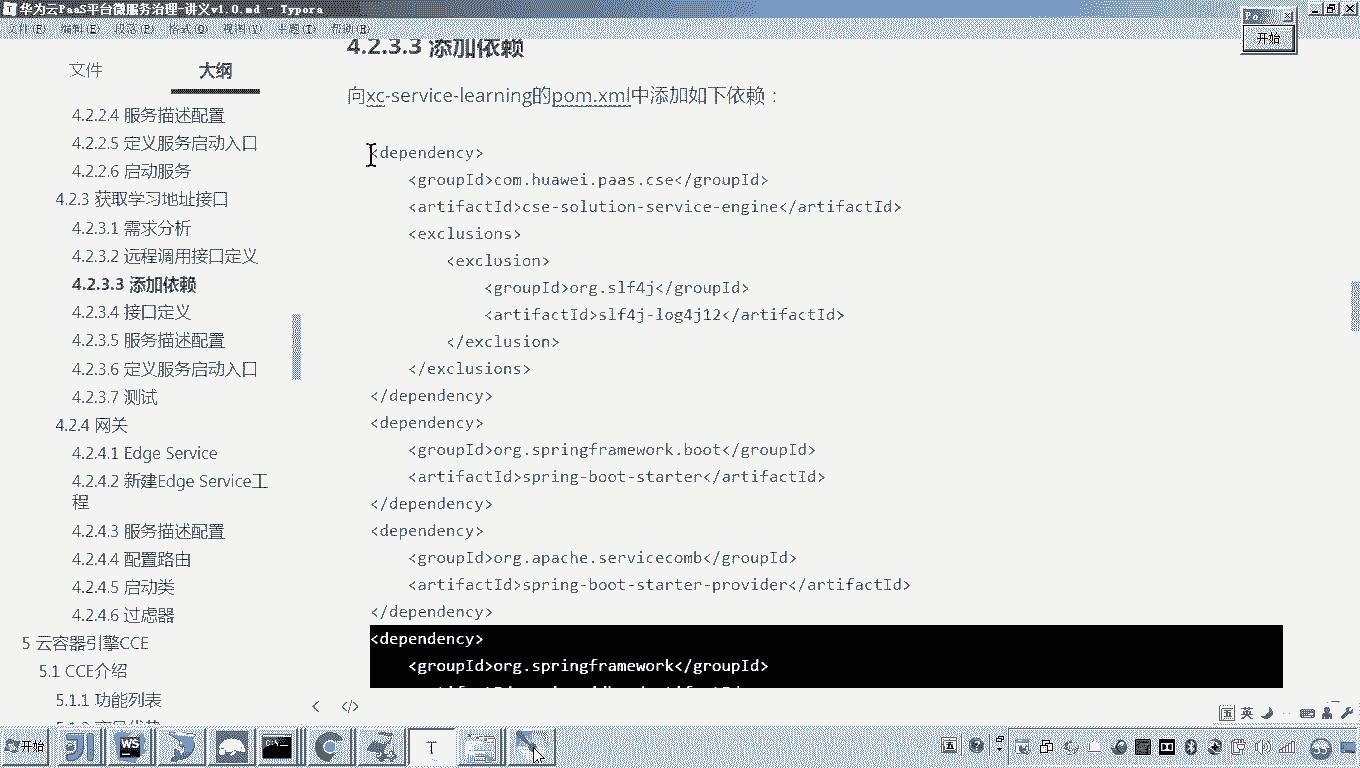 华为云PaaS平台微服务治理-讲义v1.0.md - Typora
文件(F) 编辑(E) 段落(P) 格式(O) 视图(V) 主题(T) 帮助(H)
开始
文件
大纲
4.2.2.4 服务描述配置
4.2.2.5 定义服务启动入口
4.2.2.6 启动服务
4.2.3 获取学习地址接口
4.2.3.1 需求分析
4.2.3.2 远程调用接口定义
4.2.3.3 添加依赖
4.2.3.4 接口定义
4.2.3.5 服务描述配置
4.2.3.6 定义服务启动入口
4.2.3.7 测试
4.2.4 网关
4.2.4.1 Edge Service
4.2.4.2 新建Edge Service工
程
4.2.4.3 服务描述配置
4.2.4.4 配置路由
4.2.4.5 启动类
4.2.4.6 过虑器
5 云容器引擎CCE
5.1 CCE介绍
5.1.1 功能列表
4.2.3.3 添加依赖
向xc-service-learning的pom.xml中添加如下依赖：
<dependency>
<groupId>com.huawei.paas.cse</groupId>
<artifactId>cse-solution-service-engine</artifactId>
<exclusions>
<exclusion>
<groupId>org.slf4j</groupId>
<artifactId>slf4j-log4j12</artifactId>
</exclusion>
</exclusions>
</dependency>
<dependency>
<groupId>org.springframework.boot</groupId>
<artifactId>spring-boot-starter</artifactId>
</dependency>
<dependency>
<groupId>org.apache.servicecomb</groupId>
<artifactId>spring-boot-starter-provider</artifactId>
</dependency>
<dependency>
<groupId>org.springframework</groupId>
五 英
开始
WS
T
五
35